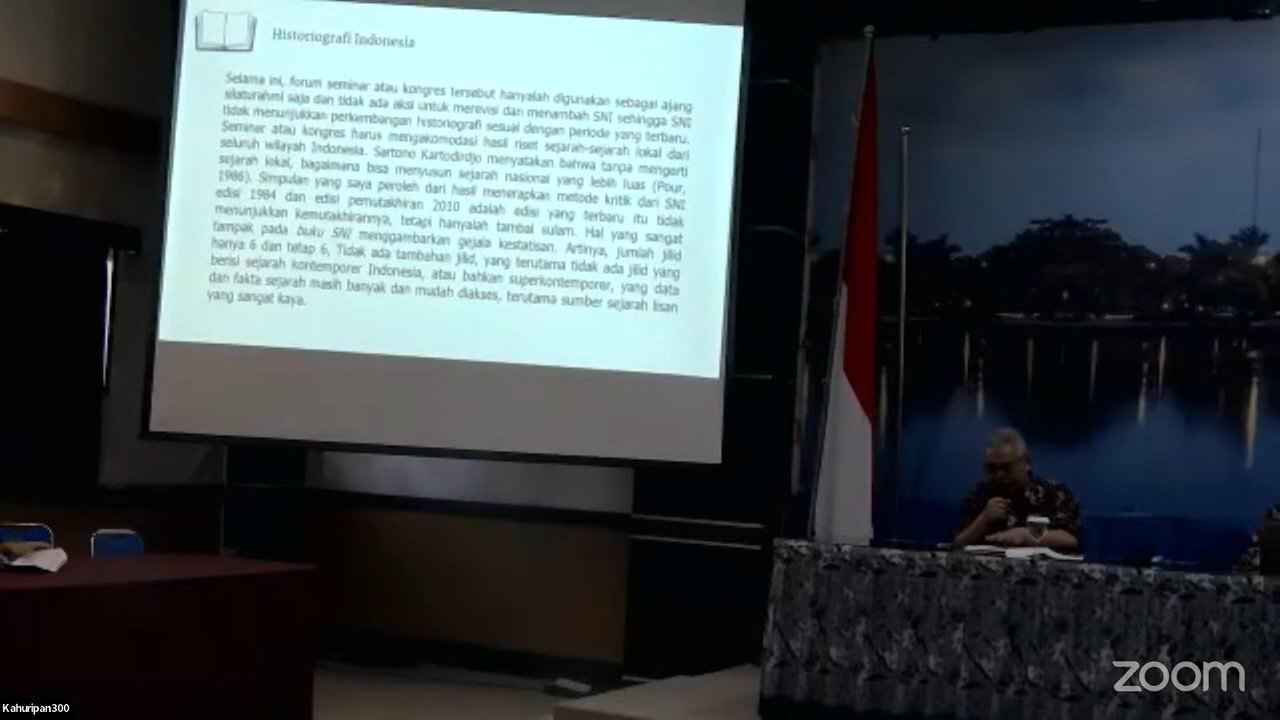 Historiografi Indonesia
Selama ini, forum seminar atau kongres tersebut hanyalah digunakan sebagai ajang
silaturahmi saja dan tidak ada aksi untuk merevisi dan menambah SNI sehingga SNI
tidak menunjukkan perkembangan historiografi sesuai dengan periode yang terbaru.
Seminar atau kongres harus mengakomodasi hasil riset sejarah-sejarah lokal dari
seluruh wilayah Indonesia. Sartono Kartodirdjo menyatakan bahwa tanpa mengerti
sejarah lokal, bagaimana bisa menyusun sejarah nasional yang lebih luas (Pour,
1986). Simpulan yang saya peroleh dari hasil menerapkan metode kritik dari SNI
edisi 1984 dan edisi pemutakhiran 2010 adalah edisi yang terbaru itu tidak
menunjukkan kemutakhirannya, tetapi hanyalah tambal sulam. Hal yang sangat
tampak pada buku SNI menggambarkan gejala kestatisan. Artinya, jumlah jilid
hanya 6 dan tetap 6, Tidak ada tambahan jilid, yang terutama tidak ada jilid yang
berisi sejarah kontemporer Indonesia, atau bahkan superkontemporer, yang data
dan fakta sejarah masih banyak dan mudah diakses, terutama sumber sejarah lisan
yang sangat kaya.
zoom
Kahuripan300